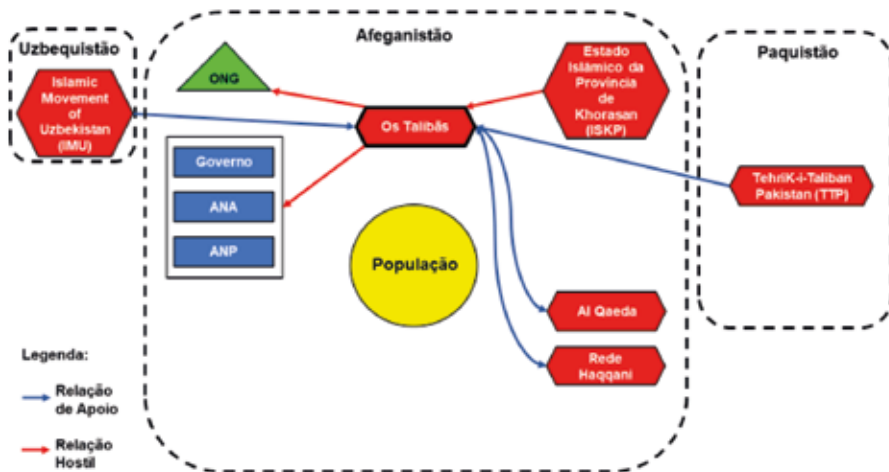 Uzbequistão
Islamic
Movement
of
Uzbekistan
(IMU)
Afeganistão
ONG
Os Talibãs
Estado
Islâmico da
Província
de
Khorasan
(ISKP)
Governo
ANA
ANP
População
Al Qaeda
Rede
Haqqani
Paquistão
TehriK-i-Taliban
Pakistan (TTP)
Legenda:
Relação
de Apoio
Relação
Hostil